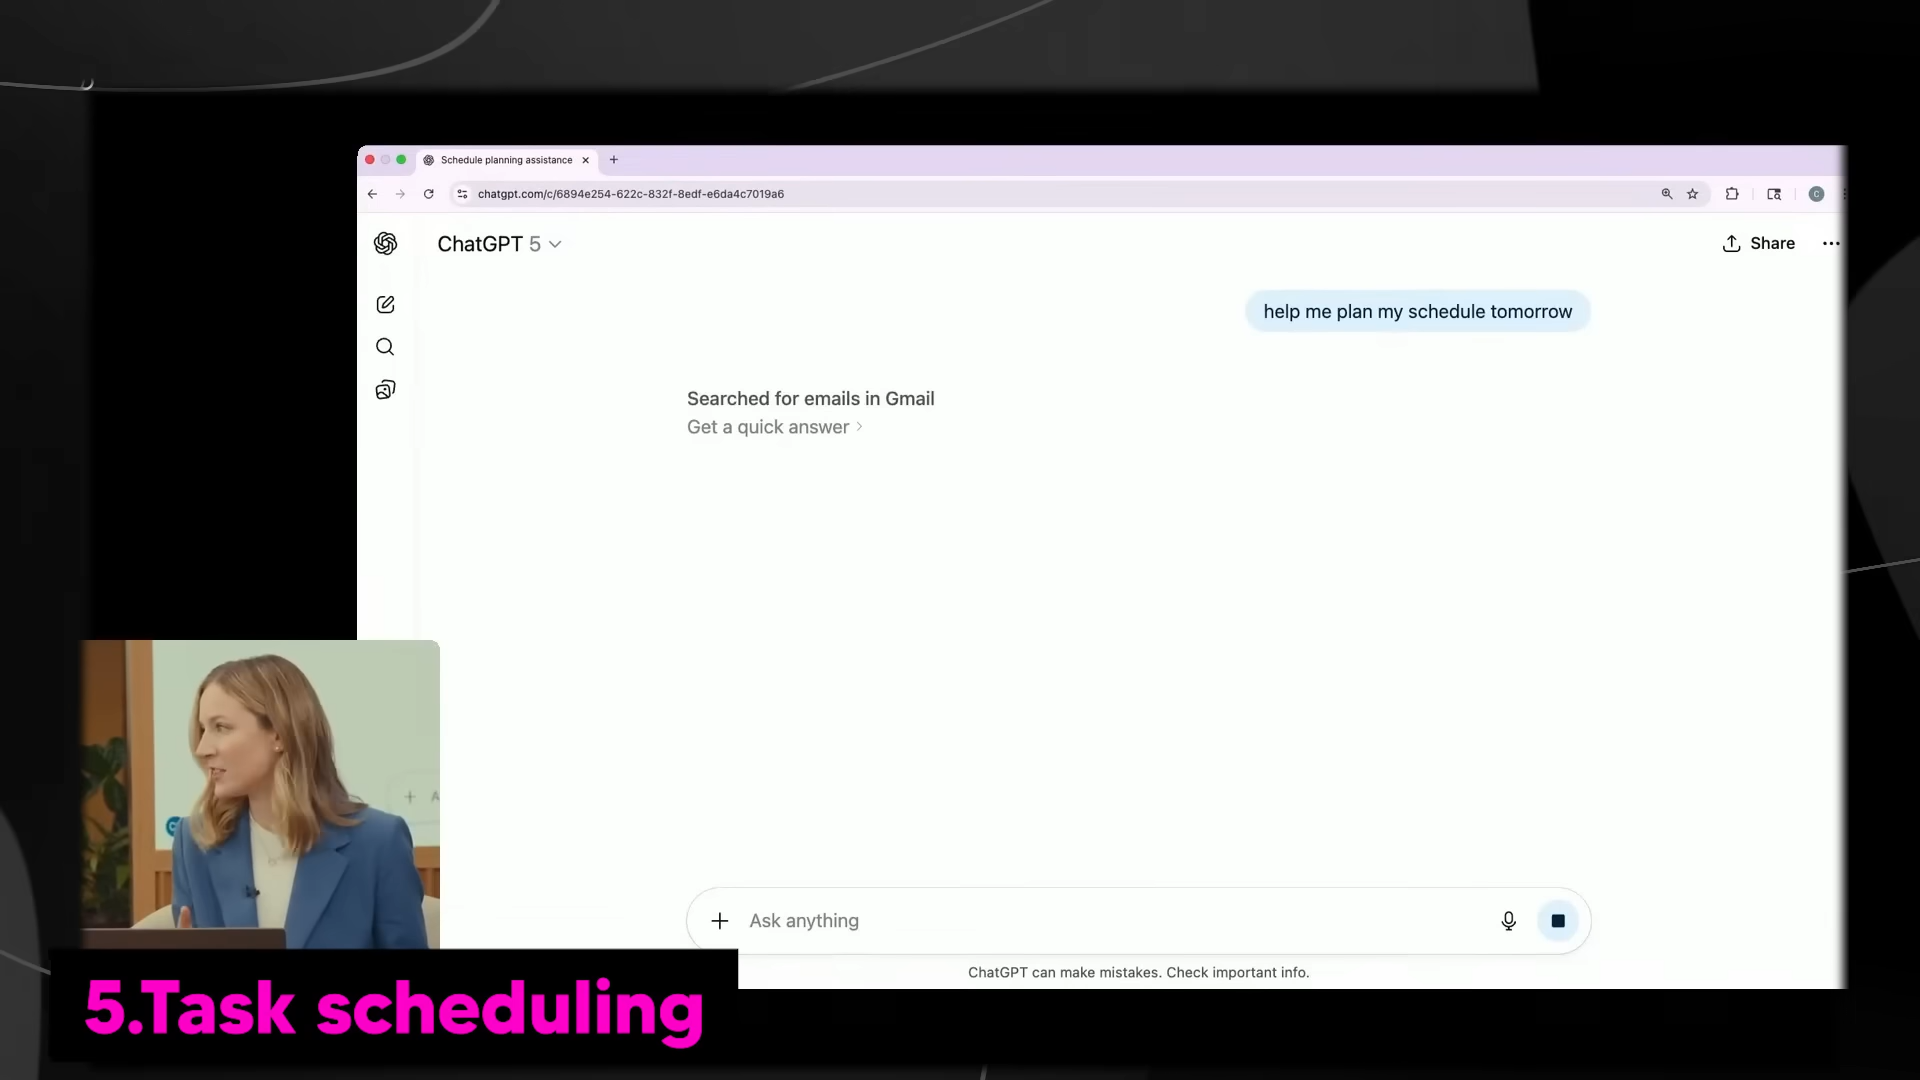 Schedule planning assistance
chatgpt.com/c/6894e254-622c-832f-8edf-e6da4c7019a6
C
ChatGPT 5
Share
help me plan my schedule tomorrow
Searched for emails in Gmail
Get a quick answer
Ask anything
ChatGPT can make mistakes. Check important info.
5.Task scheduling